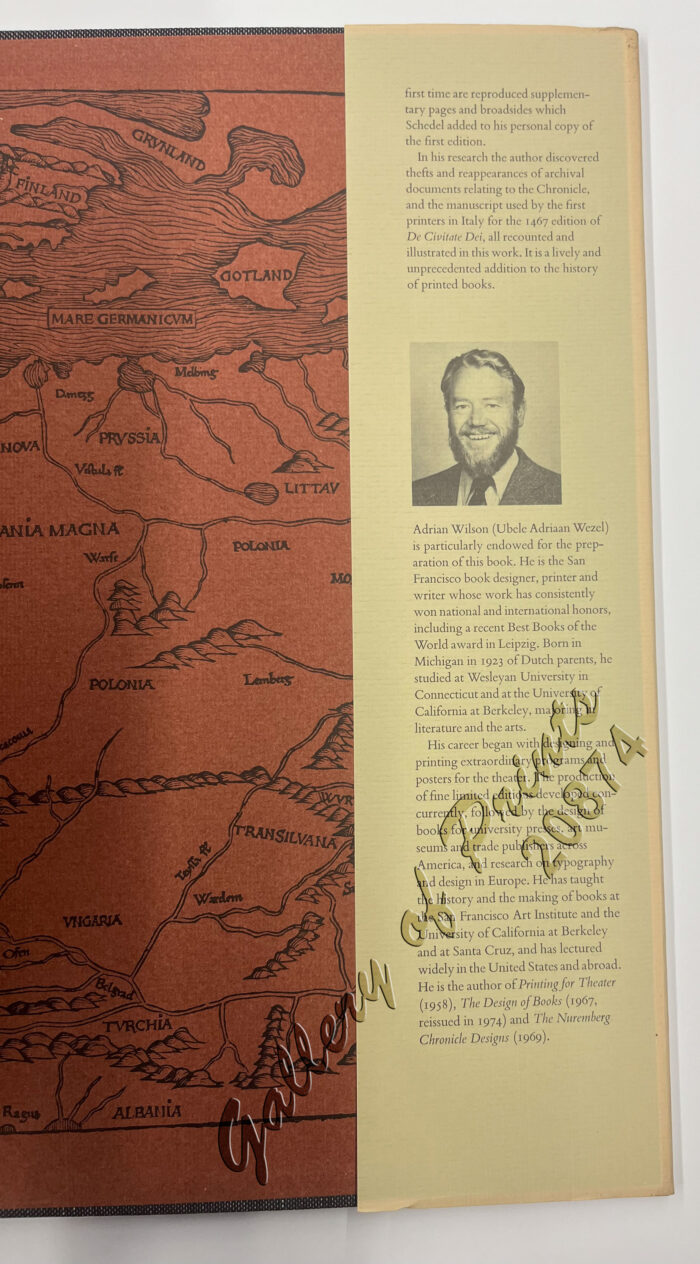 GRVNLAND
FINLAND
GOTLAND
MARE GERMANICVM
PRVSSIA
NOVA
LITTAV
ANIA MAGNA
POLONIA
MO
POLONIA
Lemberg
WVR
TRANSILVANA
VNGARIA
Ofen
Belgrad
TVRCHIA
Ragus
ALBANIA
first time are reproduced supplemen-
tary pages and broadsides which
Schedel added to his personal copy of
the first edition.
In his research the author discovered
thefts and reappearances of archival
documents relating to the Chronicle,
and the manuscript used by the first
printers in Italy for the 1467 edition of
De Civitate Dei, all recounted and
illustrated in this work. It is a lively and
unprecedented addition to the history
of printed books.
Adrian Wilson (Ubele Adriaan Wezel)
is particularly endowed for the prep-
aration of this book. He is the San
Francisco book designer, printer and
writer whose work has consistently
won national and international honors,
including a recent Best Books of the
World award in Leipzig. Born in
Michigan in 1923 of Dutch parents, he
studied at Wesleyan University in
Connecticut and at the University of
California at Berkeley, majoring in
literature and the arts.
His career began with designing and
printing extraordinary programs and
posters for the theater. The production
of fine limited editions developed con-
currently, followed by the design of
books for university presses, art mu-
seums and trade publishers across
America, and research on typography
and design in Europe. He has taught
the history and the making of books at
the San Francisco Art Institute and the
University of California at Berkeley
and at Santa Cruz, and has lectured
widely in the United States and abroad.
He is the author of Printing for Theater
(1958), The Design of Books (1967,
reissued in 1974) and The Nuremberg
Chronicle Designs (1969).
Gallery of Prints
20874